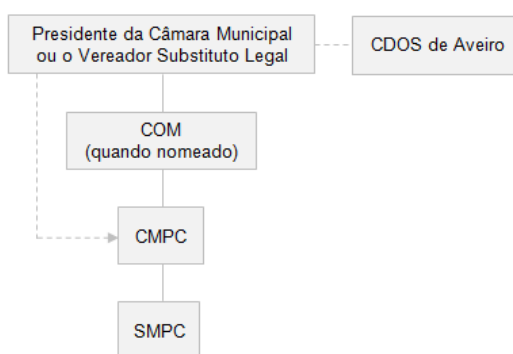 Presidente da Câmara Municipal
ou o Vereador Substituto Legal
CDOS de Aveiro
COM
(quando nomeado)
CMPC
SMPC